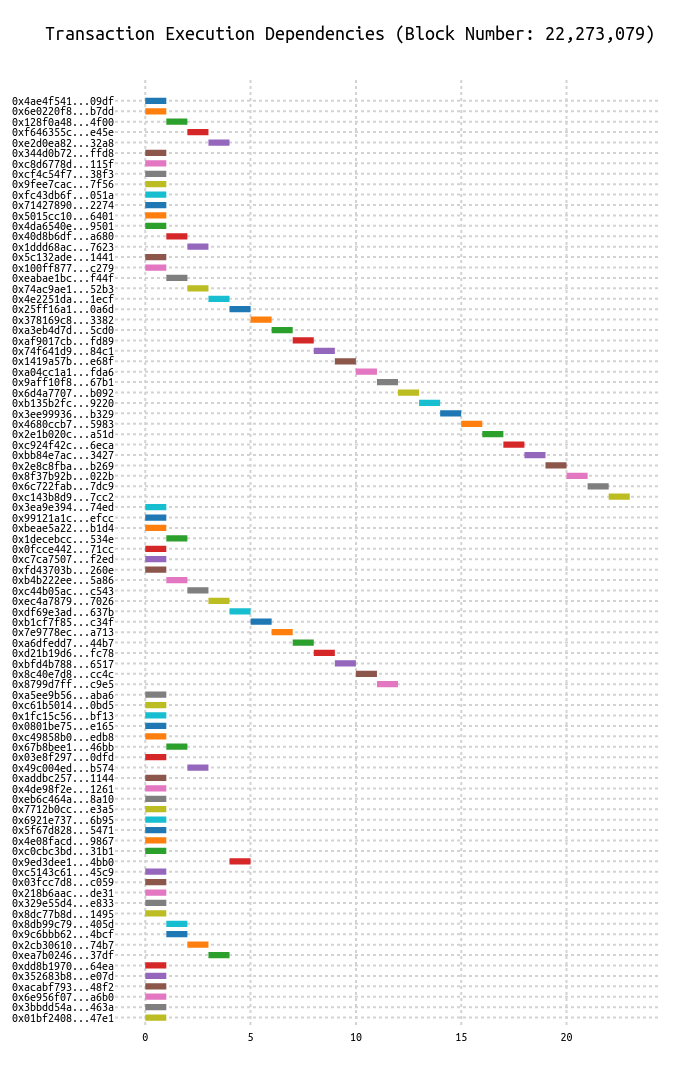 Transaction Execution Dependencies (Block Number: 22,273,079)
0x4ae4f541...09df
0x6e0220f8...b7dd
0x128f0a48...4f00
0xf646355c...e45e
0xe2d0ea82...32a8
0x344d0b72...ffd8
0xc8d6778d...115f
0xcf4c54f7...38f3
0x9fee7cac...7f56
0xfc43db6f...051a
0x71427890...2274
0x5015cc10...6401
0x4da6540e...9501
0x40d8b6df...a680
0x1ddd68ac...7623
0x5c132ade...1441
0x100ff877...c279
0xeabae1bc...f44f
0x74ac9ae1...52b3
0x4e2251da...1ecf
0x25ff16a1...0a6d
0x378169c8...3382
0xa3eb4d7d...5cd0
0xaf9017cb...fd89
0x74f641d9...84c1
0x1419a57b...e68f
0xa04cc1a1...fda6
0x9aff10f8...67b1
0x6d4a7707...b092
0xb135b2fc...9220
0x3ee99936...b329
0x4680ccb7...5983
0x2e1b020c...a51d
0xc924f42c...6eca
0xbb84e7ac...3427
0x2e8c8fba...b269
0x8f37b92b...022b
0x6c722fab...7dc9
0xc143b8d9...7cc2
0x3ea9e394...74ed
0x99121a1c...efcc
0xbeae5a22...b1d4
0x1decebcc...534e
0x0fcce442...71cc
0xc7ca7507...f2ed
0xfd43703b...260e
0xb4b222ee...5a86
0xc44b05ac...c543
0xec4a7879...7026
0xdf69e3ad...637b
0xb1cf7f85...c34f
0x7e9778ec...a713
0xa6dfedd7...44b7
0xd21b19d6...fc78
0xbfd4b788...6517
0x8c40e7d8...cc4c
0x8799d7ff...c9e5
0xa5ee9b56...aba6
0xc61b5014...0bd5
0x1fc15c56...bf13
0x0801be75...e165
0xc49858b0...edb8
0x67b8bee1...46bb
0x03e8f297...0dfd
0x49c004ed...b574
0xaddbc257...1144
0x4de98f2e...1261
0xeb6c464a...8a10
0x7712b0cc...e3a5
0x6921e737...6b95
0x5f67d828...5471
0x4e08facd...9867
0xc0cbc3bd...31b1
0x9ed3dee1...4bb0
0xc5143c61...45c9
0x03fcc7d8...c059
0x218b6aac...de31
0x329e55d4...e833
0x8dc77b8d...1495
0x8db99c79...405d
0x9c6bbb62...4bcf
0x2cb30610...74b7
0xea7b0246...37df
0xdd8b1970...64ea
0x352683b8...e07d
0xacabf793...48f2
0x6e956f07...a6b0
0x3bbdd54a...463a
0x01bf2408...47e1
0 5 10 15 20